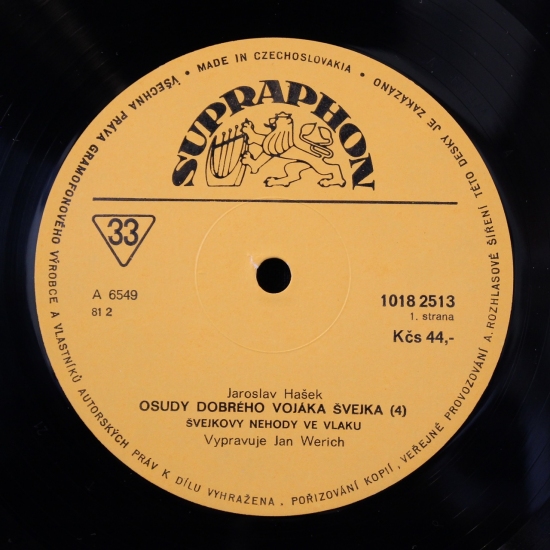 VŠECHNA PRÁVA GRAMOFONOVÉHO VÝROBCE A VLASTNÍKŮ AUTORSKÝCH PRÁV K DÍLU VYHRAŽENA. POŘIZOVÁNÍ KOPIÍ, VEŘEJNÉ PROVOZOVÁNÍ A ROZHLASOVÉ ŠÍŘENÍ TÉTO DESKY JE ZAKÁZÁNO
• MADE IN CZECHOSLOVAKIA •
SUPRAPHON
33
A 6549
81 2
1018 2513
1. strana
Kčs 44,-
Jaroslav Hašek
OSUDY DOBRÉHO VOJÁKA ŠVEJKA (4)
ŠVEJKOVY NEHODY VE VLAKU
Vypravuje Jan Werich